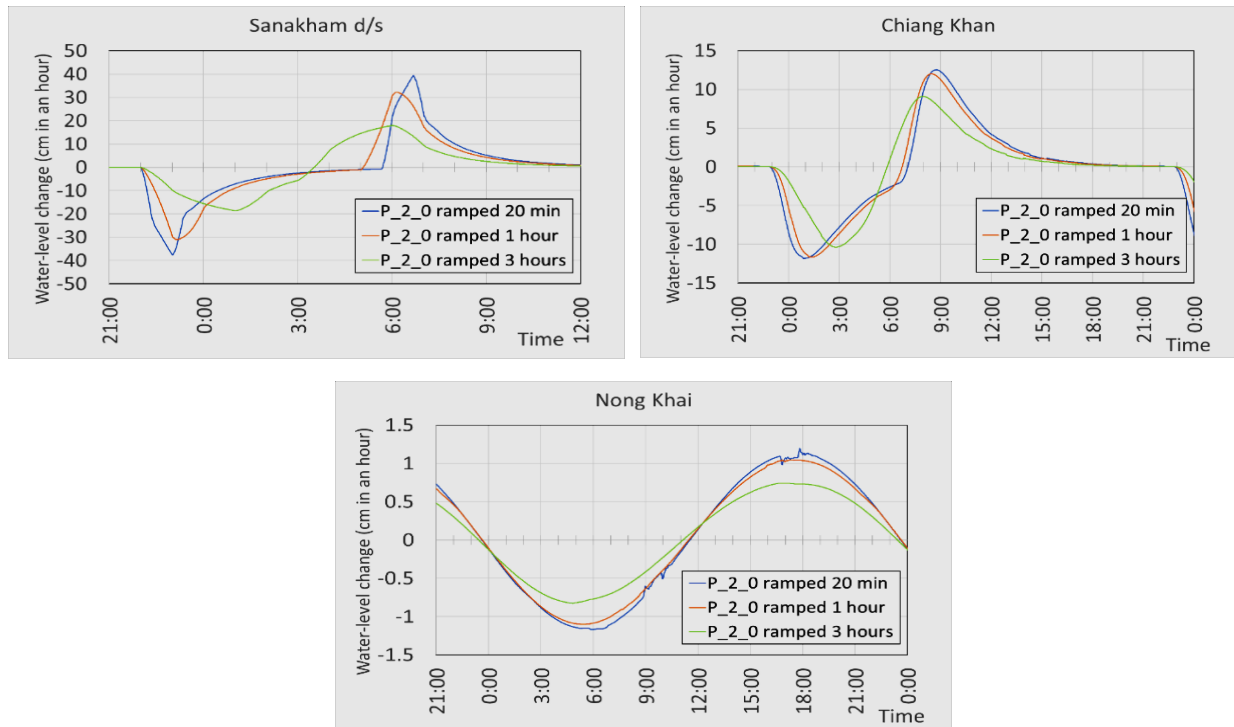 Sanakham d/s
Water-level change (cm in an hour)
50
40
30
20
10
0
-10
-20
-30
-40
-50
P_2_0 ramped 20 min
P_2_0 ramped 1 hour
P_2_0 ramped 3 hours
21:00
0:00
3:00
6:00
9:00
12:00
Time
Chiang Khan
Water-level change (cm in an hour)
15
10
5
0
-5
-10
-15
P_2_0 ramped 20 min
P_2_0 ramped 1 hour
P_2_0 ramped 3 hours
21:00
0:00
3:00
6:00
9:00
12:00
15:00
18:00
21:00
0:00
Time
Nong Khai
Water-level change (cm in an hour)
1.5
1
0.5
0
-0.5
-1
-1.5
P_2_0 ramped 20 min
P_2_0 ramped 1 hour
P_2_0 ramped 3 hours
21:00
0:00
3:00
6:00
9:00
12:00
15:00
18:00
21:00
0:00
Time